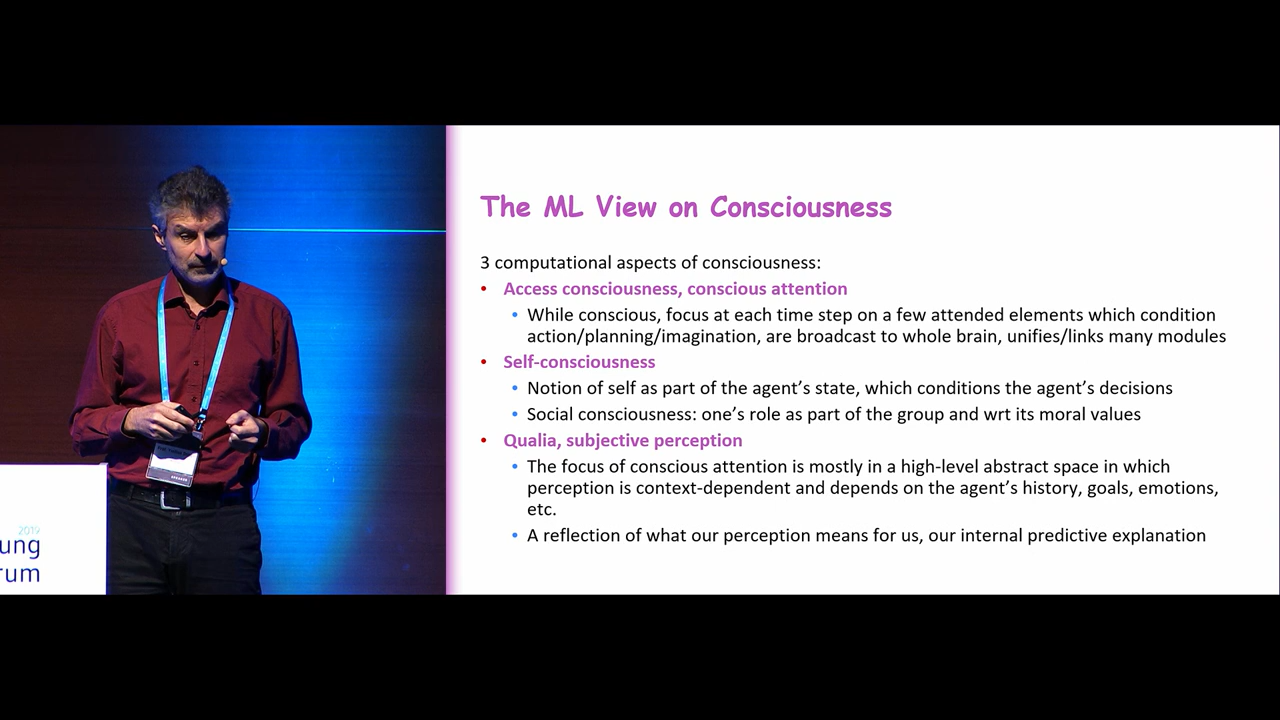 The ML View on Consciousness
3 computational aspects of consciousness:
• Access consciousness, conscious attention
• While conscious, focus at each time step on a few attended elements which condition
action/planning/imagination, are broadcast to whole brain, unifies/links many modules
• Self-consciousness
• Notion of self as part of the agent's state, which conditions the agent's decisions
• Social consciousness: one's role as part of the group and wrt its moral values
• Qualia, subjective perception
• The focus of conscious attention is mostly in a high-level abstract space in which
perception is context-dependent and depends on the agent's history, goals, emotions,
etc.
• A reflection of what our perception means for us, our internal predictive explanation
SPEAKER
2019
ung
rum